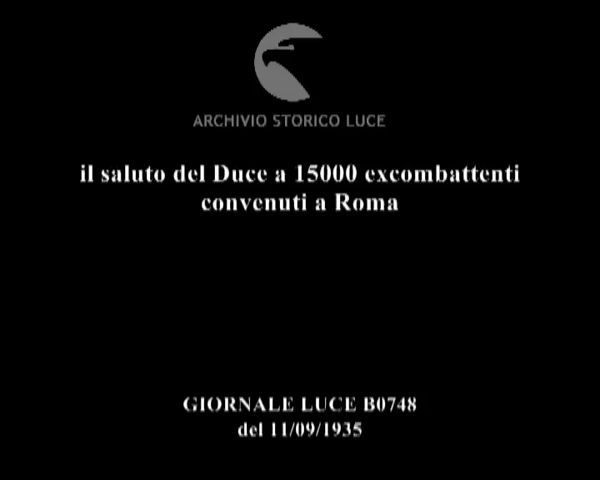 ARCHIVIO STORICO LUCE
il saluto del Duce a 15000 excombattenti
convenuti a Roma
GIORNALE LUCE B0748
del 11/09/1935